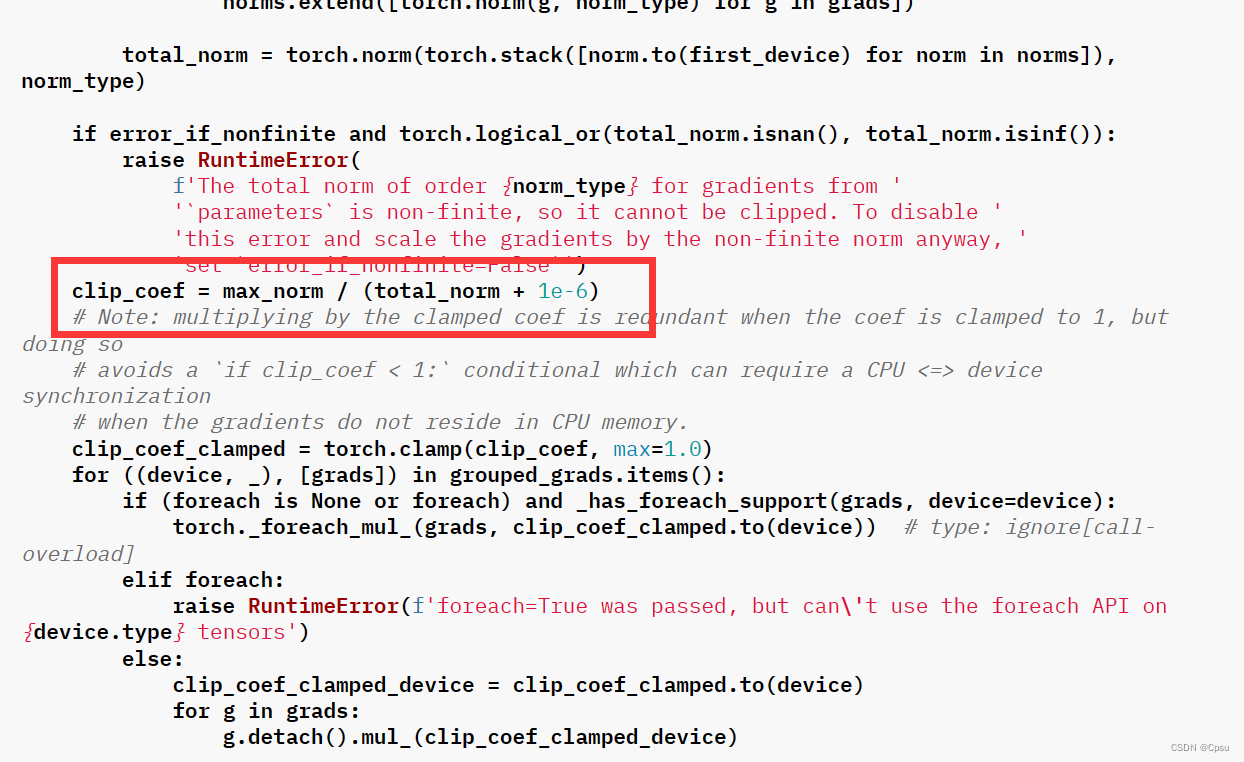 norms.extend([torch.norm(g, norm_type) for g in grads])
total_norm = torch.norm(torch.stack([norm.to(first_device) for norm in norms]),
norm_type)
if error_if_nonfinite and torch.logical_or(total_norm.isnan(), total_norm.isinf()):
raise RuntimeError(
f'The total norm of order {norm_type} for gradients from '
'`parameters` is non-finite, so it cannot be clipped. To disable '
'this error and scale the gradients by the non-finite norm anyway, '
'set `error_if_nonfinite=False`')
clip_coef = max_norm / (total_norm + 1e-6)
# Note: multiplying by the clamped coef is redundant when the coef is clamped to 1, but
doing so
# avoids a `if clip_coef < 1:` conditional which can require a CPU <=> device
synchronization
# when the gradients do not reside in CPU memory.
clip_coef_clamped = torch.clamp(clip_coef, max=1.0)
for ((device, _), [grads]) in grouped_grads.items():
if (foreach is None or foreach) and _has_foreach_support(grads, device=device):
torch._foreach_mul_(grads, clip_coef_clamped.to(device))  # type: ignore[call-
overload]
elif foreach:
raise RuntimeError(f'foreach=True was passed, but can\'t use the foreach API on
{device.type} tensors')
else:
clip_coef_clamped_device = clip_coef_clamped.to(device)
for g in grads:
g.detach().mul_(clip_coef_clamped_device)
CSDN @Cpsu